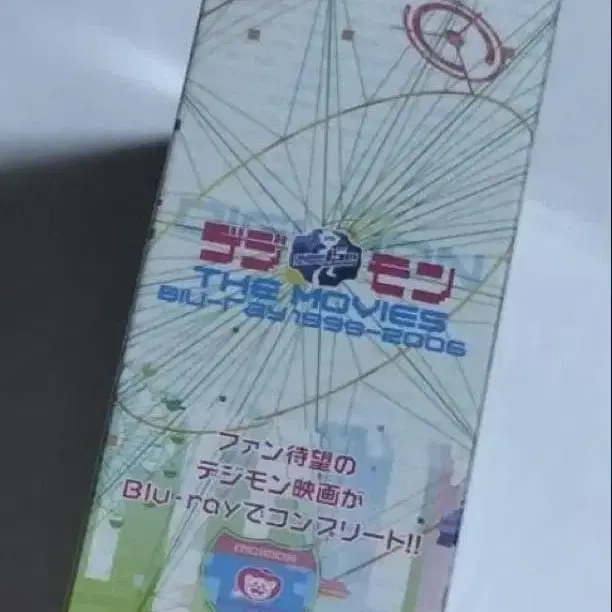 デジモン
THE MOVIES
Blu-ray 1999-2006
ファン待望の
デジモン映画が
Blu-rayでコンプリート!!